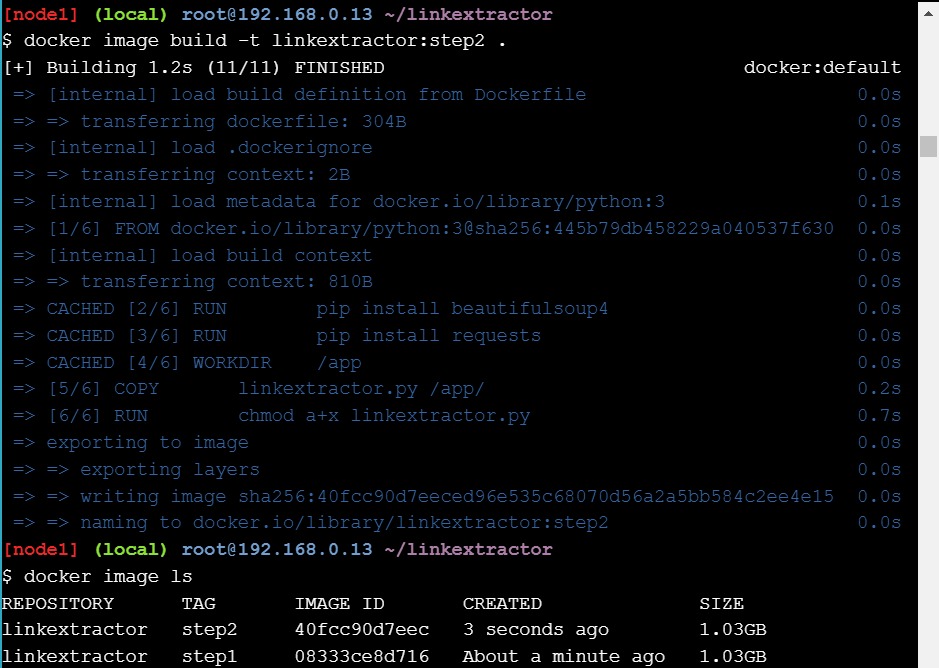 [node1] (local) root@192.168.0.13 ~/linkextractor
$ docker image build -t linkextractor:step2 .
[+] Building 1.2s (11/11) FINISHED docker:default
=> [internal] load build definition from Dockerfile 0.0s
=> => transferring dockerfile: 304B 0.0s
=> [internal] load .dockerignore 0.0s
=> => transferring context: 2B 0.0s
=> [internal] load metadata for docker.io/library/python:3 0.1s
=> [1/6] FROM docker.io/library/python:3@sha256:445b79db458229a040537f630 0.0s
=> [internal] load build context 0.0s
=> => transferring context: 810B 0.0s
=> CACHED [2/6] RUN pip install beautifulsoup4 0.0s
=> CACHED [3/6] RUN pip install requests 0.0s
=> CACHED [4/6] WORKDIR /app 0.0s
=> [5/6] COPY linkextractor.py /app/ 0.2s
=> [6/6] RUN chmod a+x linkextractor.py 0.7s
=> exporting to image 0.0s
=> => exporting layers 0.0s
=> => writing image sha256:40fcc90d7eeced96e535c68070d56a2a5bb584c2ee4e15 0.0s
=> => naming to docker.io/library/linkextractor:step2 0.0s
[node1] (local) root@192.168.0.13 ~/linkextractor
$ docker image ls
REPOSITORY TAG IMAGE ID CREATED SIZE
linkextractor step2 40fcc90d7eec 3 seconds ago 1.03GB
linkextractor step1 08333ce8d716 About a minute ago 1.03GB